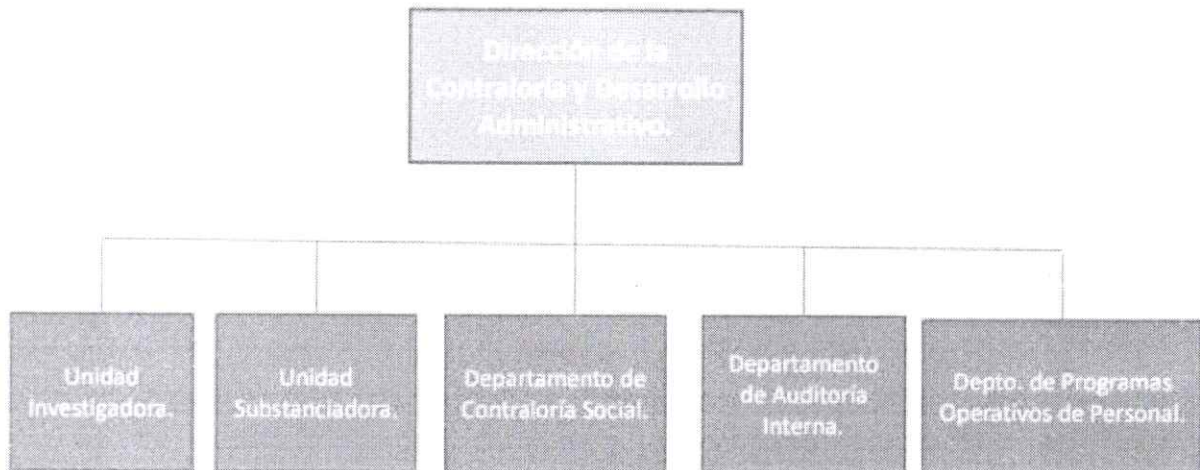 Dirección de la
Contraloría y Desarrollo
Administrativo.
Unidad
Investigadora.
Unidad
Substanciadora.
Departamento de
Contraloría Social.
Departamento
de Auditoría
Interna.
Depto. de Programas
Operativos de Personal.